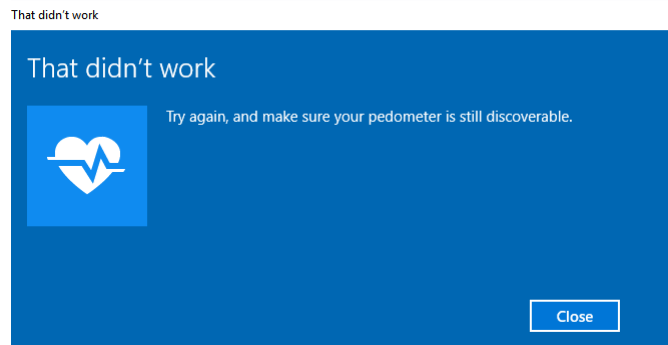 That didn't work
That didn't work
Try again, and make sure your pedometer is still discoverable.
Close